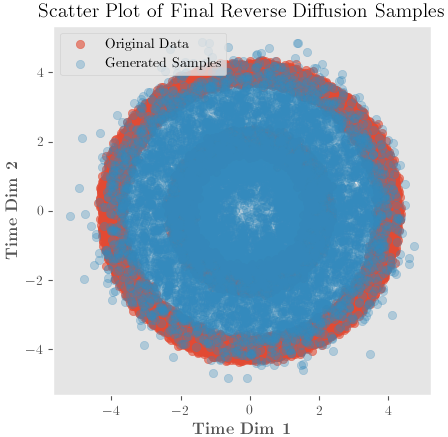 Scatter Plot of Final Reverse Diffusion Samples
Original Data
Generated Samples
4
2
0
−2
−4
Time Dim 2
−4 −2 0 2 4
Time Dim 1